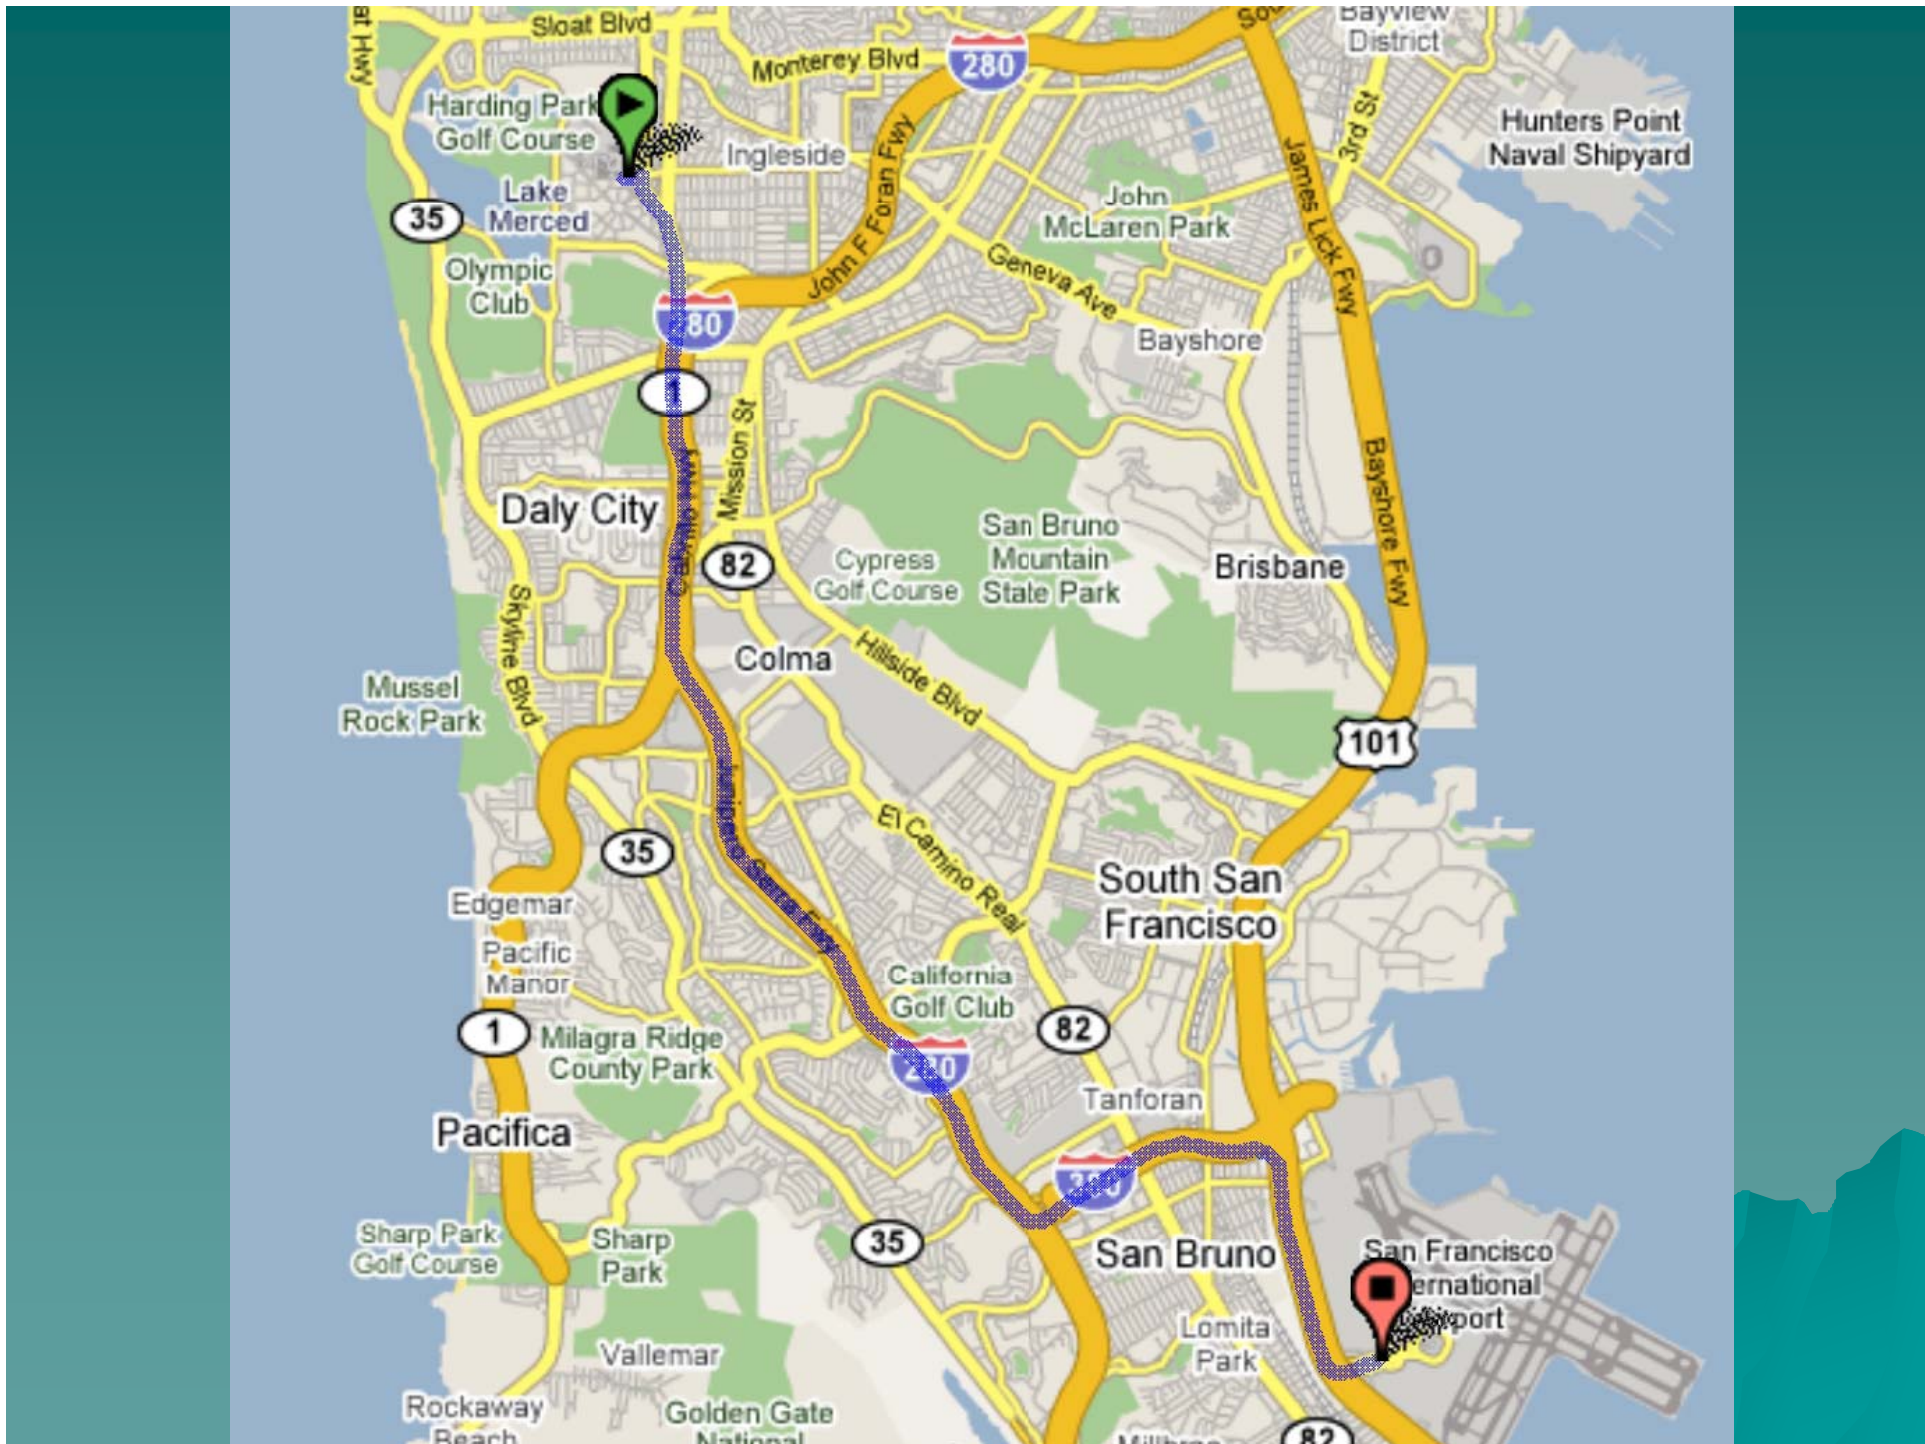 Sloat Blvd
Bayview
District
Monterey Blvd
280
Harding Park
Golf Course
Ingleside
3rd St
Hunters Point
Naval Shipyard
John F Foran Fwy
James Lick Fwy
Lake
Merced
35
John
McLaren Park
Olympic
Club
Geneva Ave
Bayshore
1
Mission St
Bayshore Fwy
Daly City
San Bruno
Mountain
State Park
Cypress
Golf Course
82
Brisbane
Skyline Blvd
Colma
Hillside Blvd
Mussel
Rock Park
101
35
El Camino Real
South San
Francisco
Edgemar
Pacific
Manor
California
Golf Club
1
Milagra Ridge
County Park
82
Tanforan
Pacifica
Sharp Park
Golf Course
Sharp
Park
35
San Bruno
San Francisco
Lomita
Park
Vallemar
Rockaway
Beach
Golden Gate
National
82